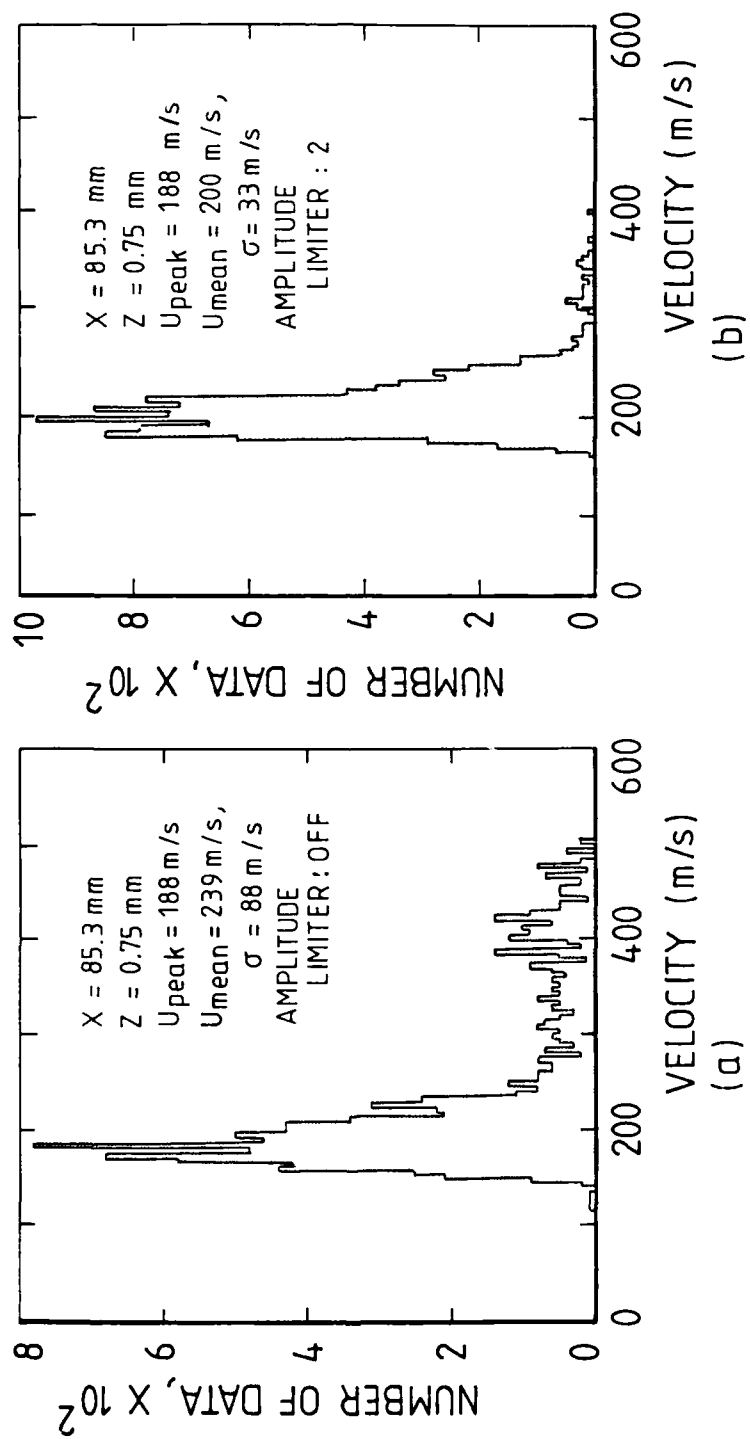 8
6
4
2
0
NUMBER OF DATA, × 10²
X = 85.3 mm
Z = 0.75 mm
Upeak = 188 m/s
Umean = 239 m/s,
σ = 88 m/s
AMPLITUDE
LIMITER: OFF
0
200
400
600
VELOCITY (m/s)
(a)
10
8
6
4
2
0
NUMBER OF DATA, × 10²
X = 85.3 mm
Z = 0.75 mm
Upeak = 188 m/s
Umean = 200 m/s,
σ = 33 m/s
AMPLITUDE
LIMITER : 2
0
200
400
600
VELOCITY (m/s)
(b)